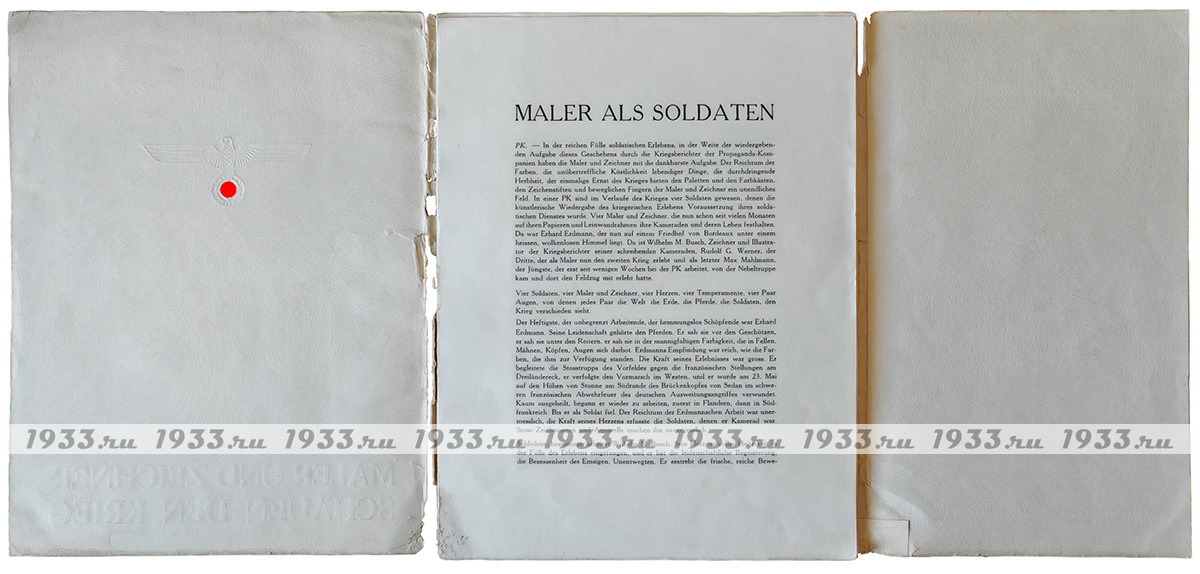 MALER UND ZEICHNER
SCHAUEN DEN KRIEG
MALER ALS SOLDATEN
PK. — In der reichen Fülle soldatischen Erlebens, in der Weite der wiedergeben-
den Aufgabe dieses Geschehens durch die Kriegsberichter der Propaganda-Kom-
panien haben die Maler und Zeichner mit die dankbarste Aufgabe. Der Reichtum der
Farben, die unübertreffliche Köstlichkeit lebendiger Dinge, die durchdringende
Herbheit, der einmalige Ernst des Krieges bieten den Paletten und den Farbkästen,
den Zeichenstiften und beweglichen Fingern der Maler und Zeichner ein unendliches
Feld. In einer PK sind im Verlaufe des Krieges vier Soldaten gewesen, denen die
künstlerische Wiedergabe des kriegerischen Erlebens Voraussetzung ihres solda-
tischen Dienstes wurde. Vier Maler und Zeichner, die nun schon seit vielen Monaten
auf ihren Papieren und Leinwandrahmen ihre Kameraden und deren Leben festhalten.
Da war Erhard Erdmann, der nun auf einem Friedhof von Bordeaux unter einem
heissen, wolkenlosen Himmel liegt. Da ist Wilhelm M. Busch, Zeichner und Illustra-
tor der Kriegsberichter seiner schreibenden Kameraden, Rudolf G. Werner, der
Dritte, der als Maler nun den zweiten Krieg erlebt und als letzter Max Mahlmann,
der Jüngste, der erst seit wenigen Wochen bei der PK arbeitet, von der Nebeltruppe
kam und dort den Feldzug mit erlebt hatte.
Vier Soldaten, vier Maler und Zeichner, vier Herzen, vier Temperamente, vier Paar
Augen, von denen jedes Paar die Welt die Erde, die Pferde, die Soldaten, den
Krieg verschieden sieht.
Der Heftigste, der unbegrenzt Arbeitende, der hemmungslos Schöpfende war Erhard
Erdmann. Seine Leidenschaft gehörte den Pferden. Er sah sie vor den Geschützen,
er sah sie unter den Reitern, er sah sie in der mannigfaltigen Farbigkeit, die in Fellen,
Mähnen, Köpfen, Augen sich darbot. Erdmanns Empfindung war reich, wie die Far-
ben, die ihm zur Verfügung standen. Die Kraft seines Erlebnisses war gross. Er
begleitete die Stosstrupps des Vorfeldes gegen die französischen Stellungen am
Dreiländereck, er verfolgte den Vormarsch im Westen, und er wurde am 23. Mai
auf den Höhen von Stonne am Südrande des Brückenkopfes von Sedan im schwe-
ren französischen Abwehrfeuer des deutschen Ausweitungsangriffes verwundet.
Kaum ausgeheilt, begann er wieder zu arbeiten, zuerst in Flandern, dann in Süd-
frankreich. Bis er als Soldat fiel. Der Reichtum der Erdmannschen Arbeit war uner-
messlich, die Kraft seines Herzens erfasste die Soldaten, denen er Kamerad war.
Seine machen ihn
der Fülle des Erlebens eingefangen, und er hat die leidenschaftliche Begeisterung,
die Besessenheit des Emsigen, Unentwegten. Er erstrebt die frische, reiche Bewe-
1933.ru 1933.ru 1933.ru 1933.ru 1933.ru 1933.ru 1933.ru 1933.ru 1933.ru